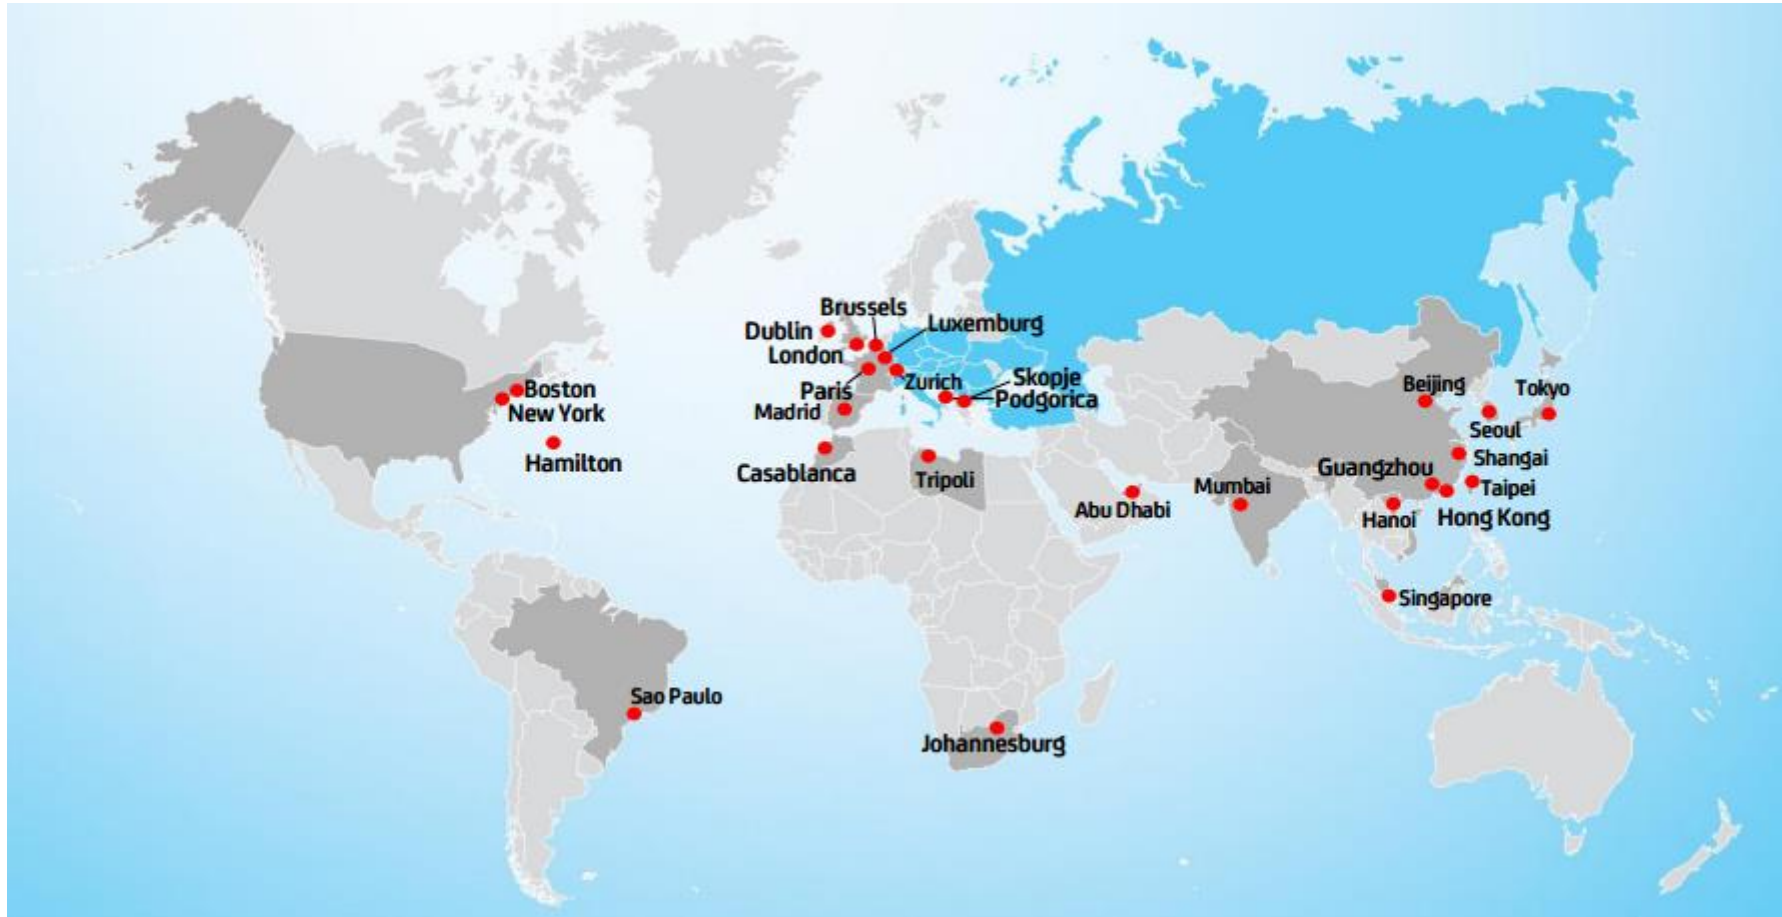 Brussels
Dublin
Luxemburg
London
Paris
Zurich
Skopje
Madrid
Podgorica
Boston
New York
Hamilton
Casablanca
Tripoli
Abu Dhabi
Mumbai
Beijing
Tokyo
Seoul
Guangzhou
Shangai
Taipei
Hanoi
Hong Kong
Singapore
Sao Paulo
Johannesburg